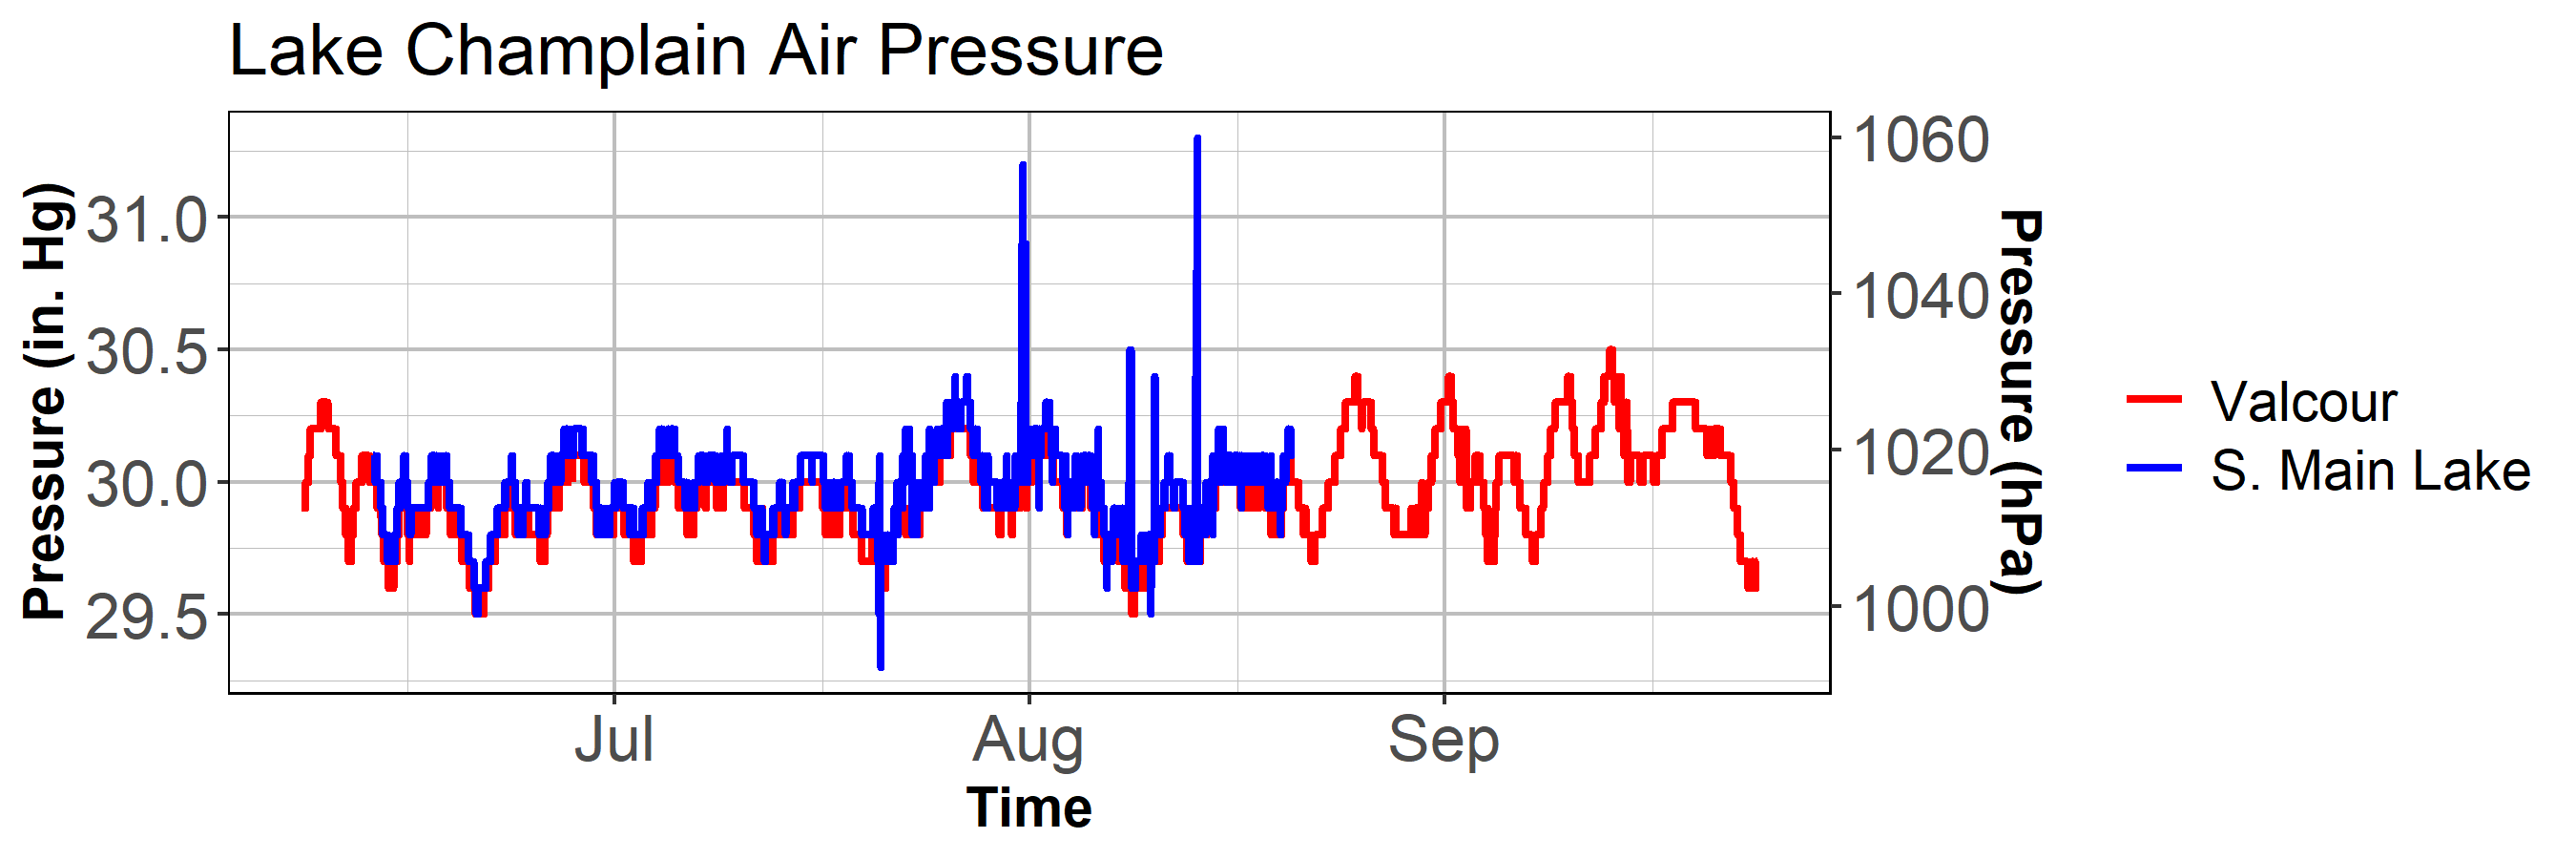 Lake Champlain Air Pressure
Pressure (in. Hg)
31.0
30.5
30.0
29.5
1060
1040
1020
1000
Pressure (hPa)
Jul
Aug
Sep
Time
Valcour
S. Main Lake